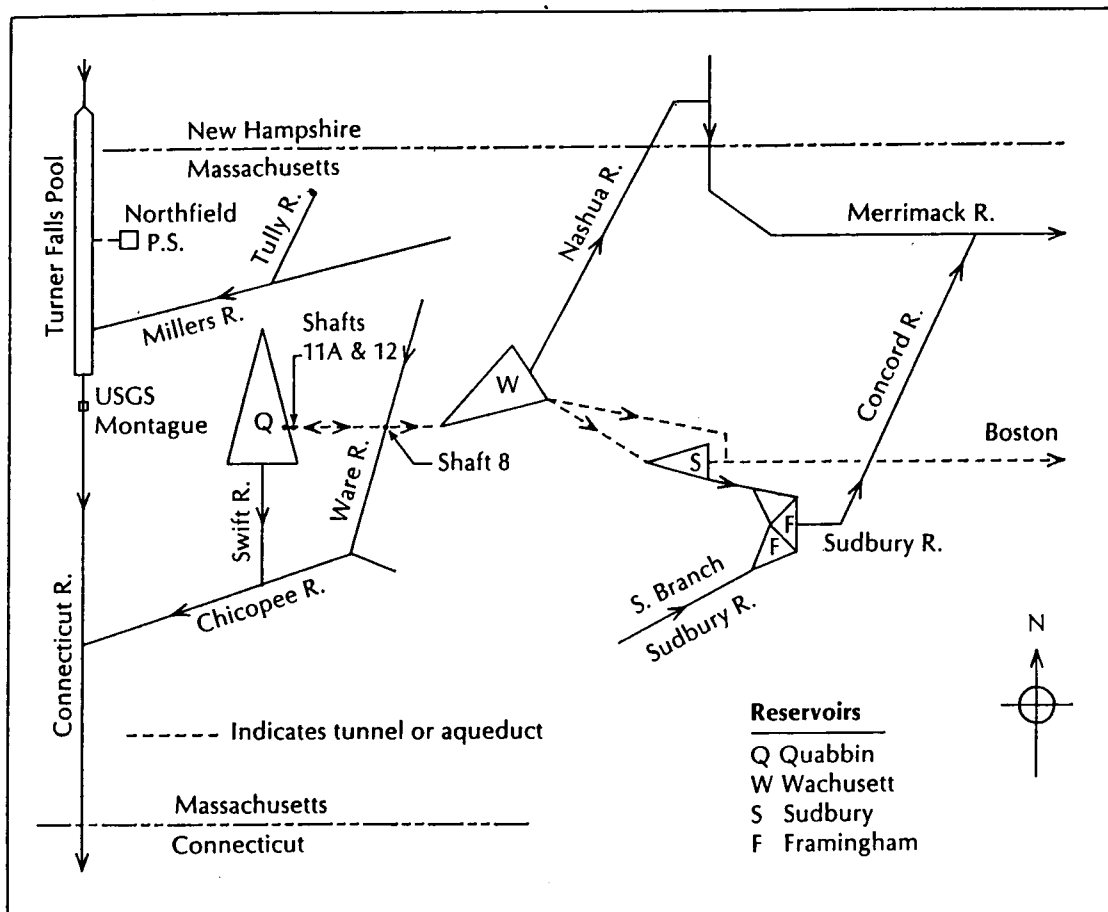 New Hampshire
Massachusetts
Turner Falls Pool
Northfield
P.S.
Tully R.
Nashua R.
Merrimack R.
Millers R.
Shafts
11A & 12
W
Concord R.
USGS
Montague
Q
Ware R.
Shaft 8
S
Boston
Swift R.
F
F
Sudbury R.
Chicopee R.
S. Branch
Sudbury R.
Connecticut R.
N
Indicates tunnel or aqueduct
Reservoirs
Q Quabbin
W Wachusett
S Sudbury
F Framingham
Massachusetts
Connecticut